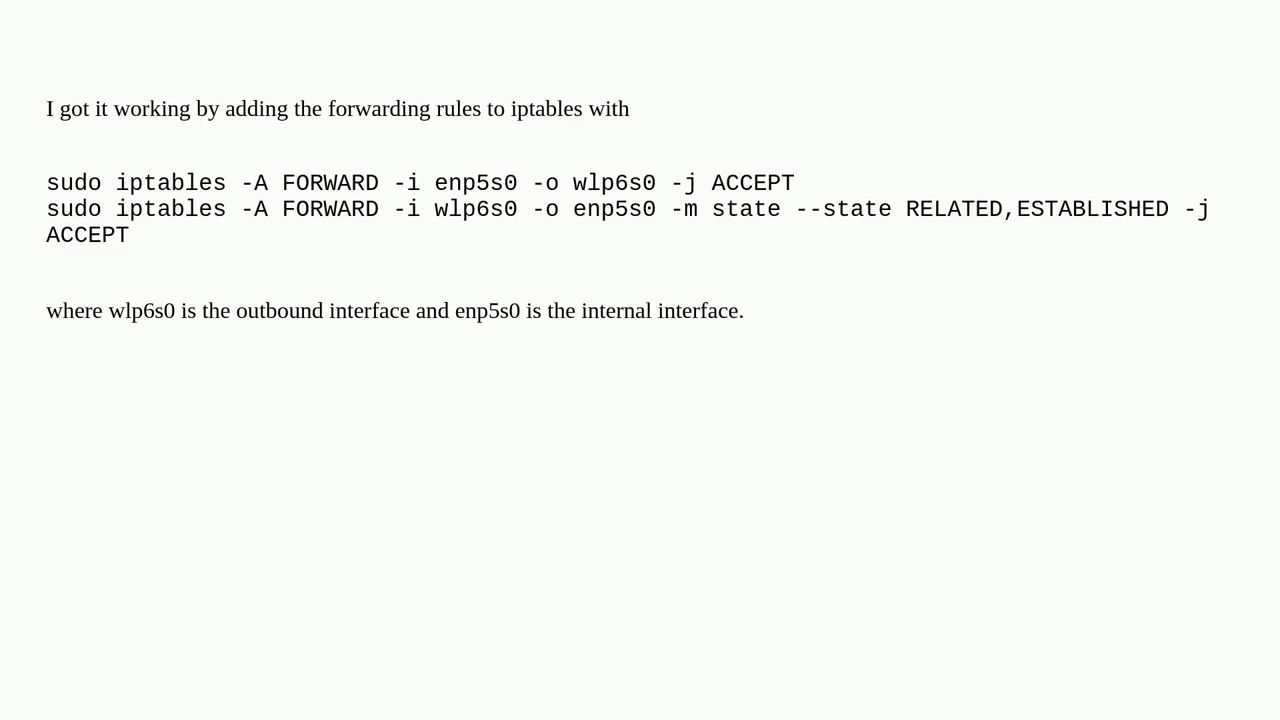 I got it working by adding the forwarding rules to iptables with
sudo iptables -A FORWARD -i enp5s0 -o wlp6s0 -j ACCEPT
sudo iptables -A FORWARD -i wlp6s0 -o enp5s0 -m state --state RELATED,ESTABLISHED -j
ACCEPT
where wlp6s0 is the outbound interface and enp5s0 is the internal interface.